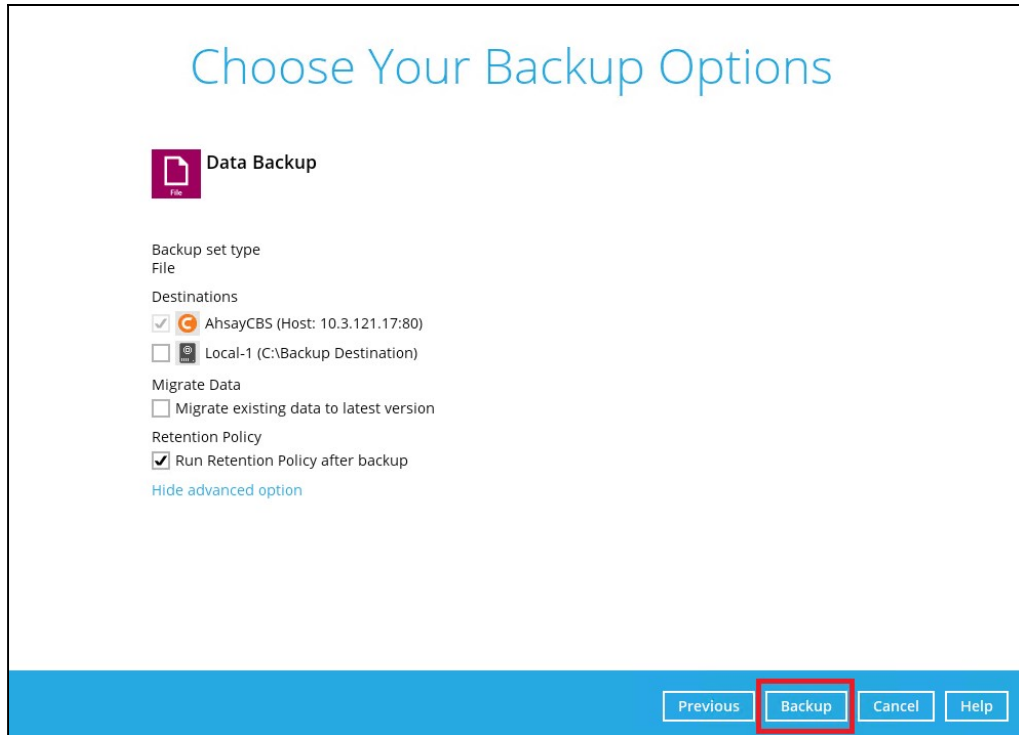 Choose Your Backup Options
Data Backup
File
Backup set type
File
Destinations
AhsayCBS (Host: 10.3.121.17:80)
Local-1 (C:\Backup Destination)
Migrate Data
Migrate existing data to latest version
Retention Policy
Run Retention Policy after backup
Hide advanced option
Previous Backup Cancel Help